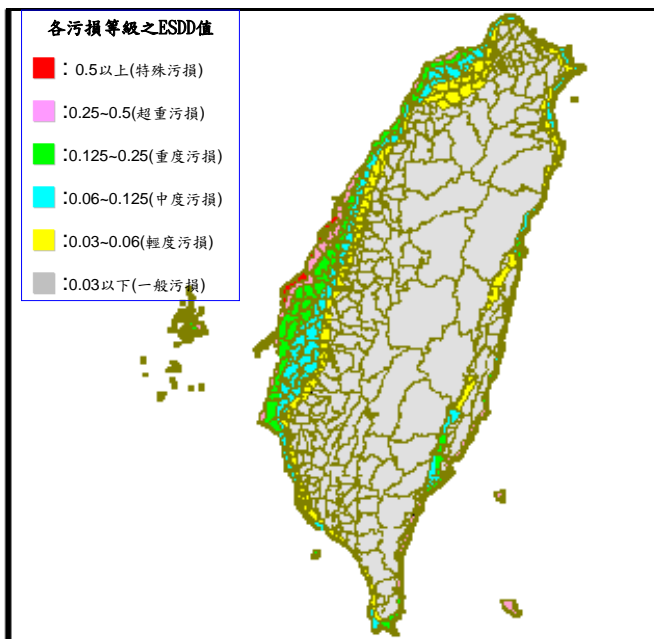 各污損等級之ESDD值
：0.5以上(特殊污損)
：0.25~0.5(超重污損)
：0.125~0.25(重度污損)
：0.06~0.125(中度污損)
：0.03~0.06(輕度污損)
：0.03以下(一般污損)